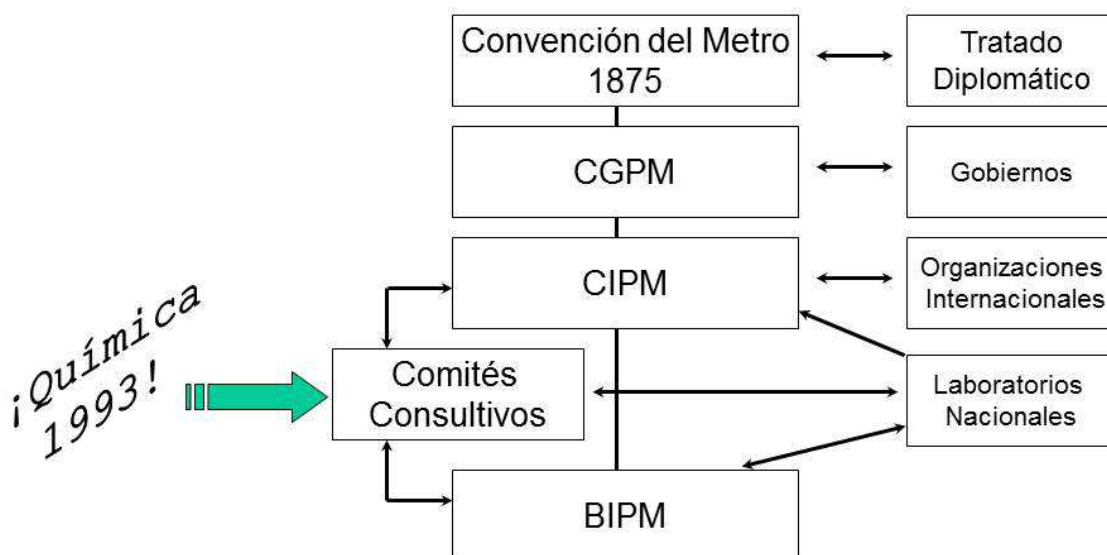 Convención del Metro
1875
Tratado
Diplomático
CGPM
Gobiernos
CIPM
Organizaciones
Internacionales
¡Química
1993!
Comités
Consultivos
Laboratorios
Nacionales
BIPM